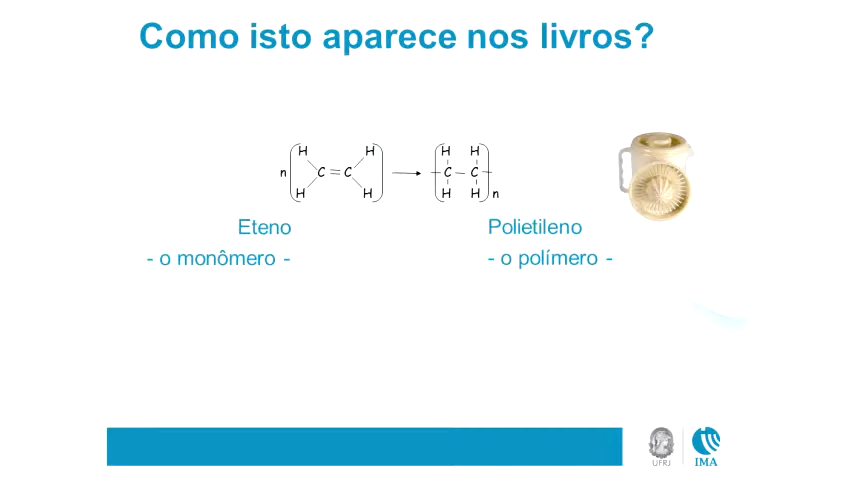 Como isto aparece nos livros?
H H H H
n C = C → - C - C -
H H H H n
Eteno Polietileno
- o monômero - - o polímero -
UFRJ IMA